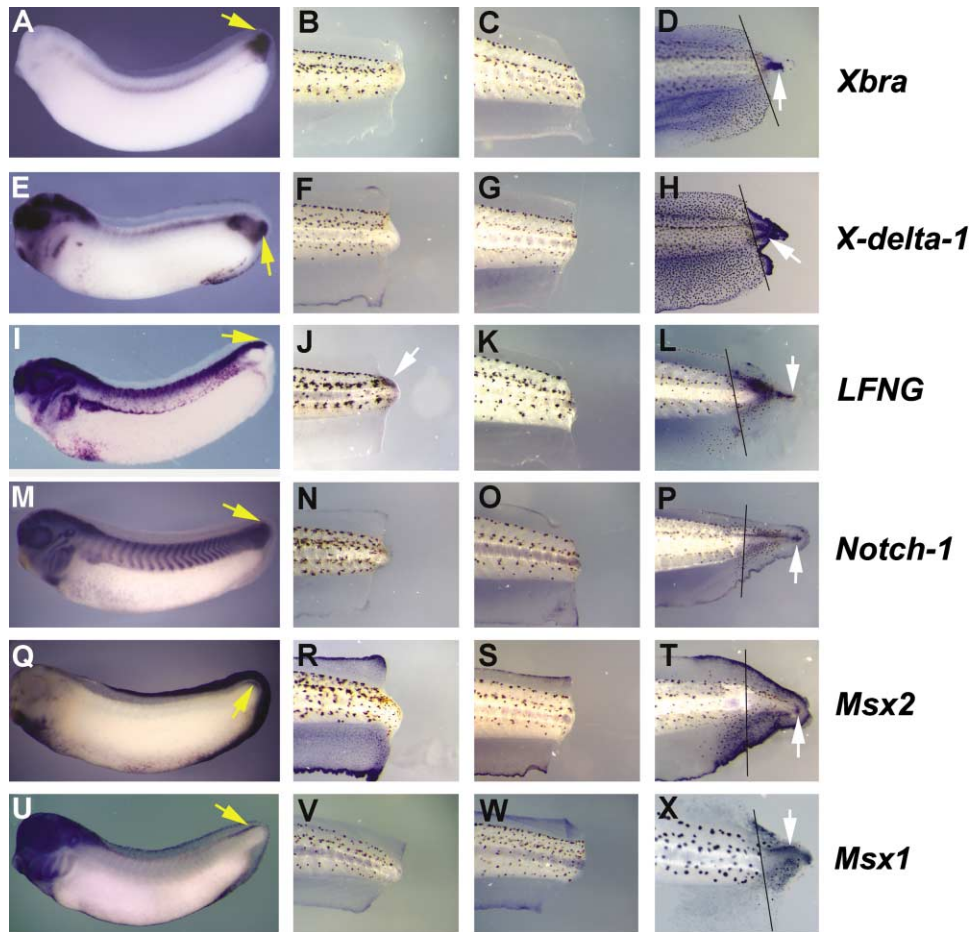 A B C D Xbra
E F G H X-delta-1
I J K L LFNG
M N O P Notch-1
Q R S T Msx2
U V W X Msx1